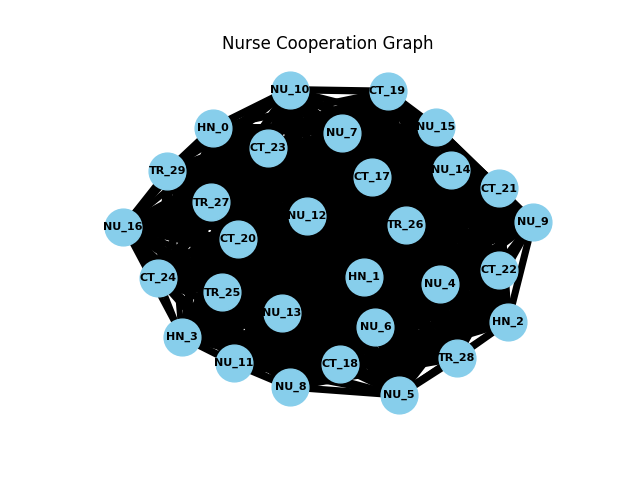 Nurse Cooperation Graph
NU_10
CT_19
HN_0
NU_7
NU_15
CT_23
TR_29
CT_17
NU_14
CT_21
TR_27
NU_16
CT_20
NU_12
TR_26
NU_9
CT_24
TR_25
HN_1
NU_4
CT_22
HN_3
NU_13
NU_6
HN_2
NU_11
NU_8
CT_18
TR_28
NU_5